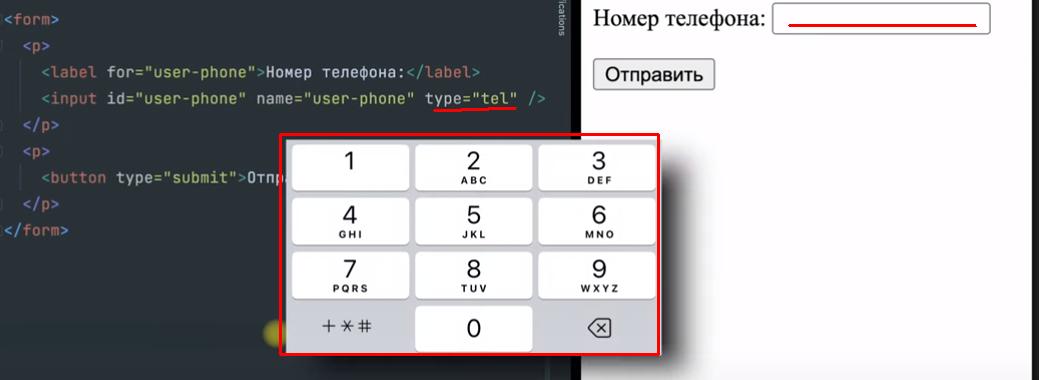 <form>
<p>
<label for="user-phone">Номер телефона:</label>
<input id="user-phone" name="user-phone" type="tel" />
</p>
<p>
<button type="submit">Отпр
</p>
</form>
Номер телефона:
Отправить
1 2 3
ABC DEF
4 5 6
GHI JKL MNO
7 8 9
PQRS TUV WXYZ
+*# 0